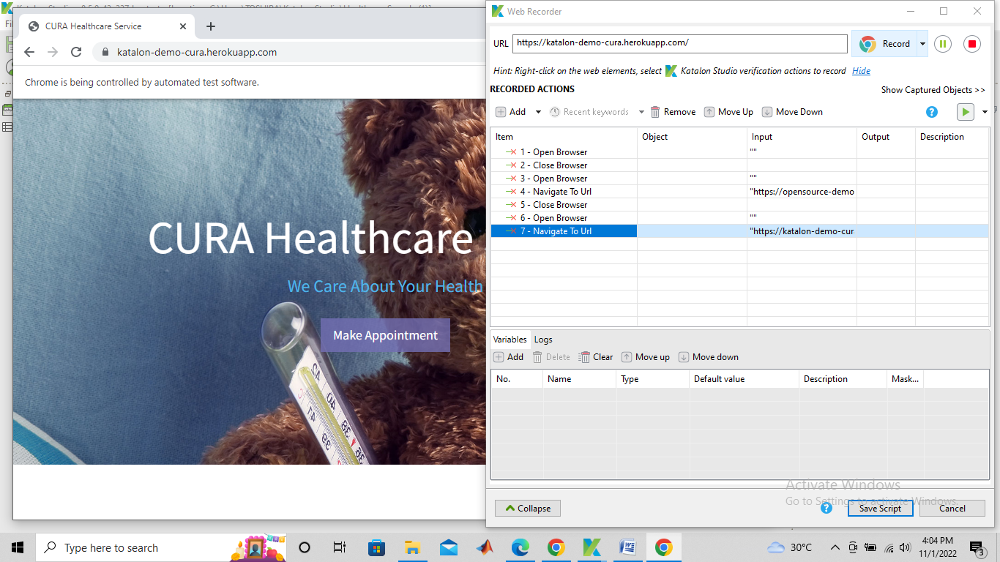 CURA Healthcare Service
katalon-demo-cura.herokuapp.com
Chrome is being controlled by automated test software.
CURA Healthcare
We Care About Your Health
Make Appointment
Web Recorder
URL https://katalon-demo-cura.herokuapp.com/ Record
Hint: Right-click on the web elements, select Katalon Studio verification actions to record Hide
RECORDED ACTIONS
Show Captured Objects >>
Add Recent keywords Remove Move Up Move Down
Item Object Input Output Description
1 - Open Browser ""
2 - Close Browser
3 - Open Browser ""
4 - Navigate To Url "https://opensource-demo
5 - Close Browser
6 - Open Browser ""
7 - Navigate To Url "https://katalon-demo-cur
Variables Logs
Add Delete Clear Move up Move down
No. Name Type Default value Description Mask...
Activate Windows
Go to Settings to activate Windows.
Collapse Save Script Cancel
Type here to search
30°C
4:04 PM
11/1/2022
3
42
40
38
36
41
39